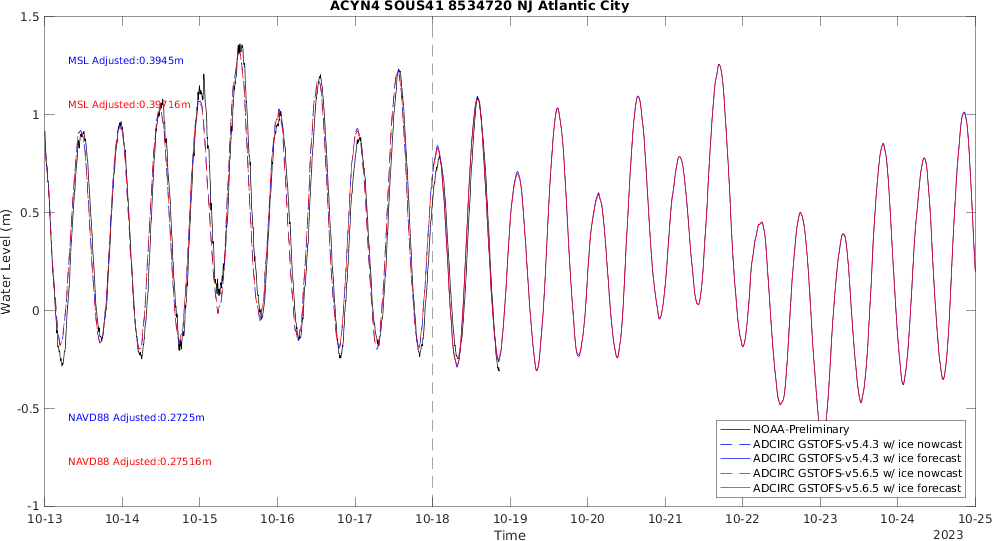 ACYN4 SOUS41 8534720 NJ Atlantic City
1.5
1
0.5
0
-0.5
-1
Water Level (m)
MSL Adjusted:0.3945m
MSL Adjusted:0.39716m
NAVD88 Adjusted:0.2725m
NAVD88 Adjusted:0.27516m
NOAA-Preliminary
ADCIRC GSTOFS-v5.4.3 w/ ice nowcast
ADCIRC GSTOFS-v5.4.3 w/ ice forecast
ADCIRC GSTOFS-v5.6.5 w/ ice nowcast
ADCIRC GSTOFS-v5.6.5 w/ ice forecast
10-13 10-14 10-15 10-16 10-17 10-18 10-19 10-20 10-21 10-22 10-23 10-24 10-25
Time
2023